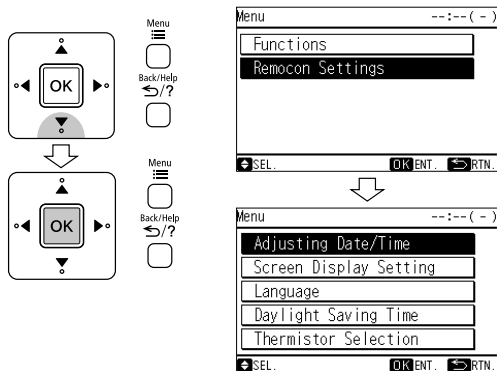 Menu
OK
Back/Help
/?
Menu
OK
Back/Help
/?
Menu --:--( - )
Functions
Remocon Settings
SEL. OK ENT. RTN.
Menu --:--( - )
Adjusting Date/Time
Screen Display Setting
Language
Daylight Saving Time
Thermistor Selection
SEL. OK ENT. RTN.